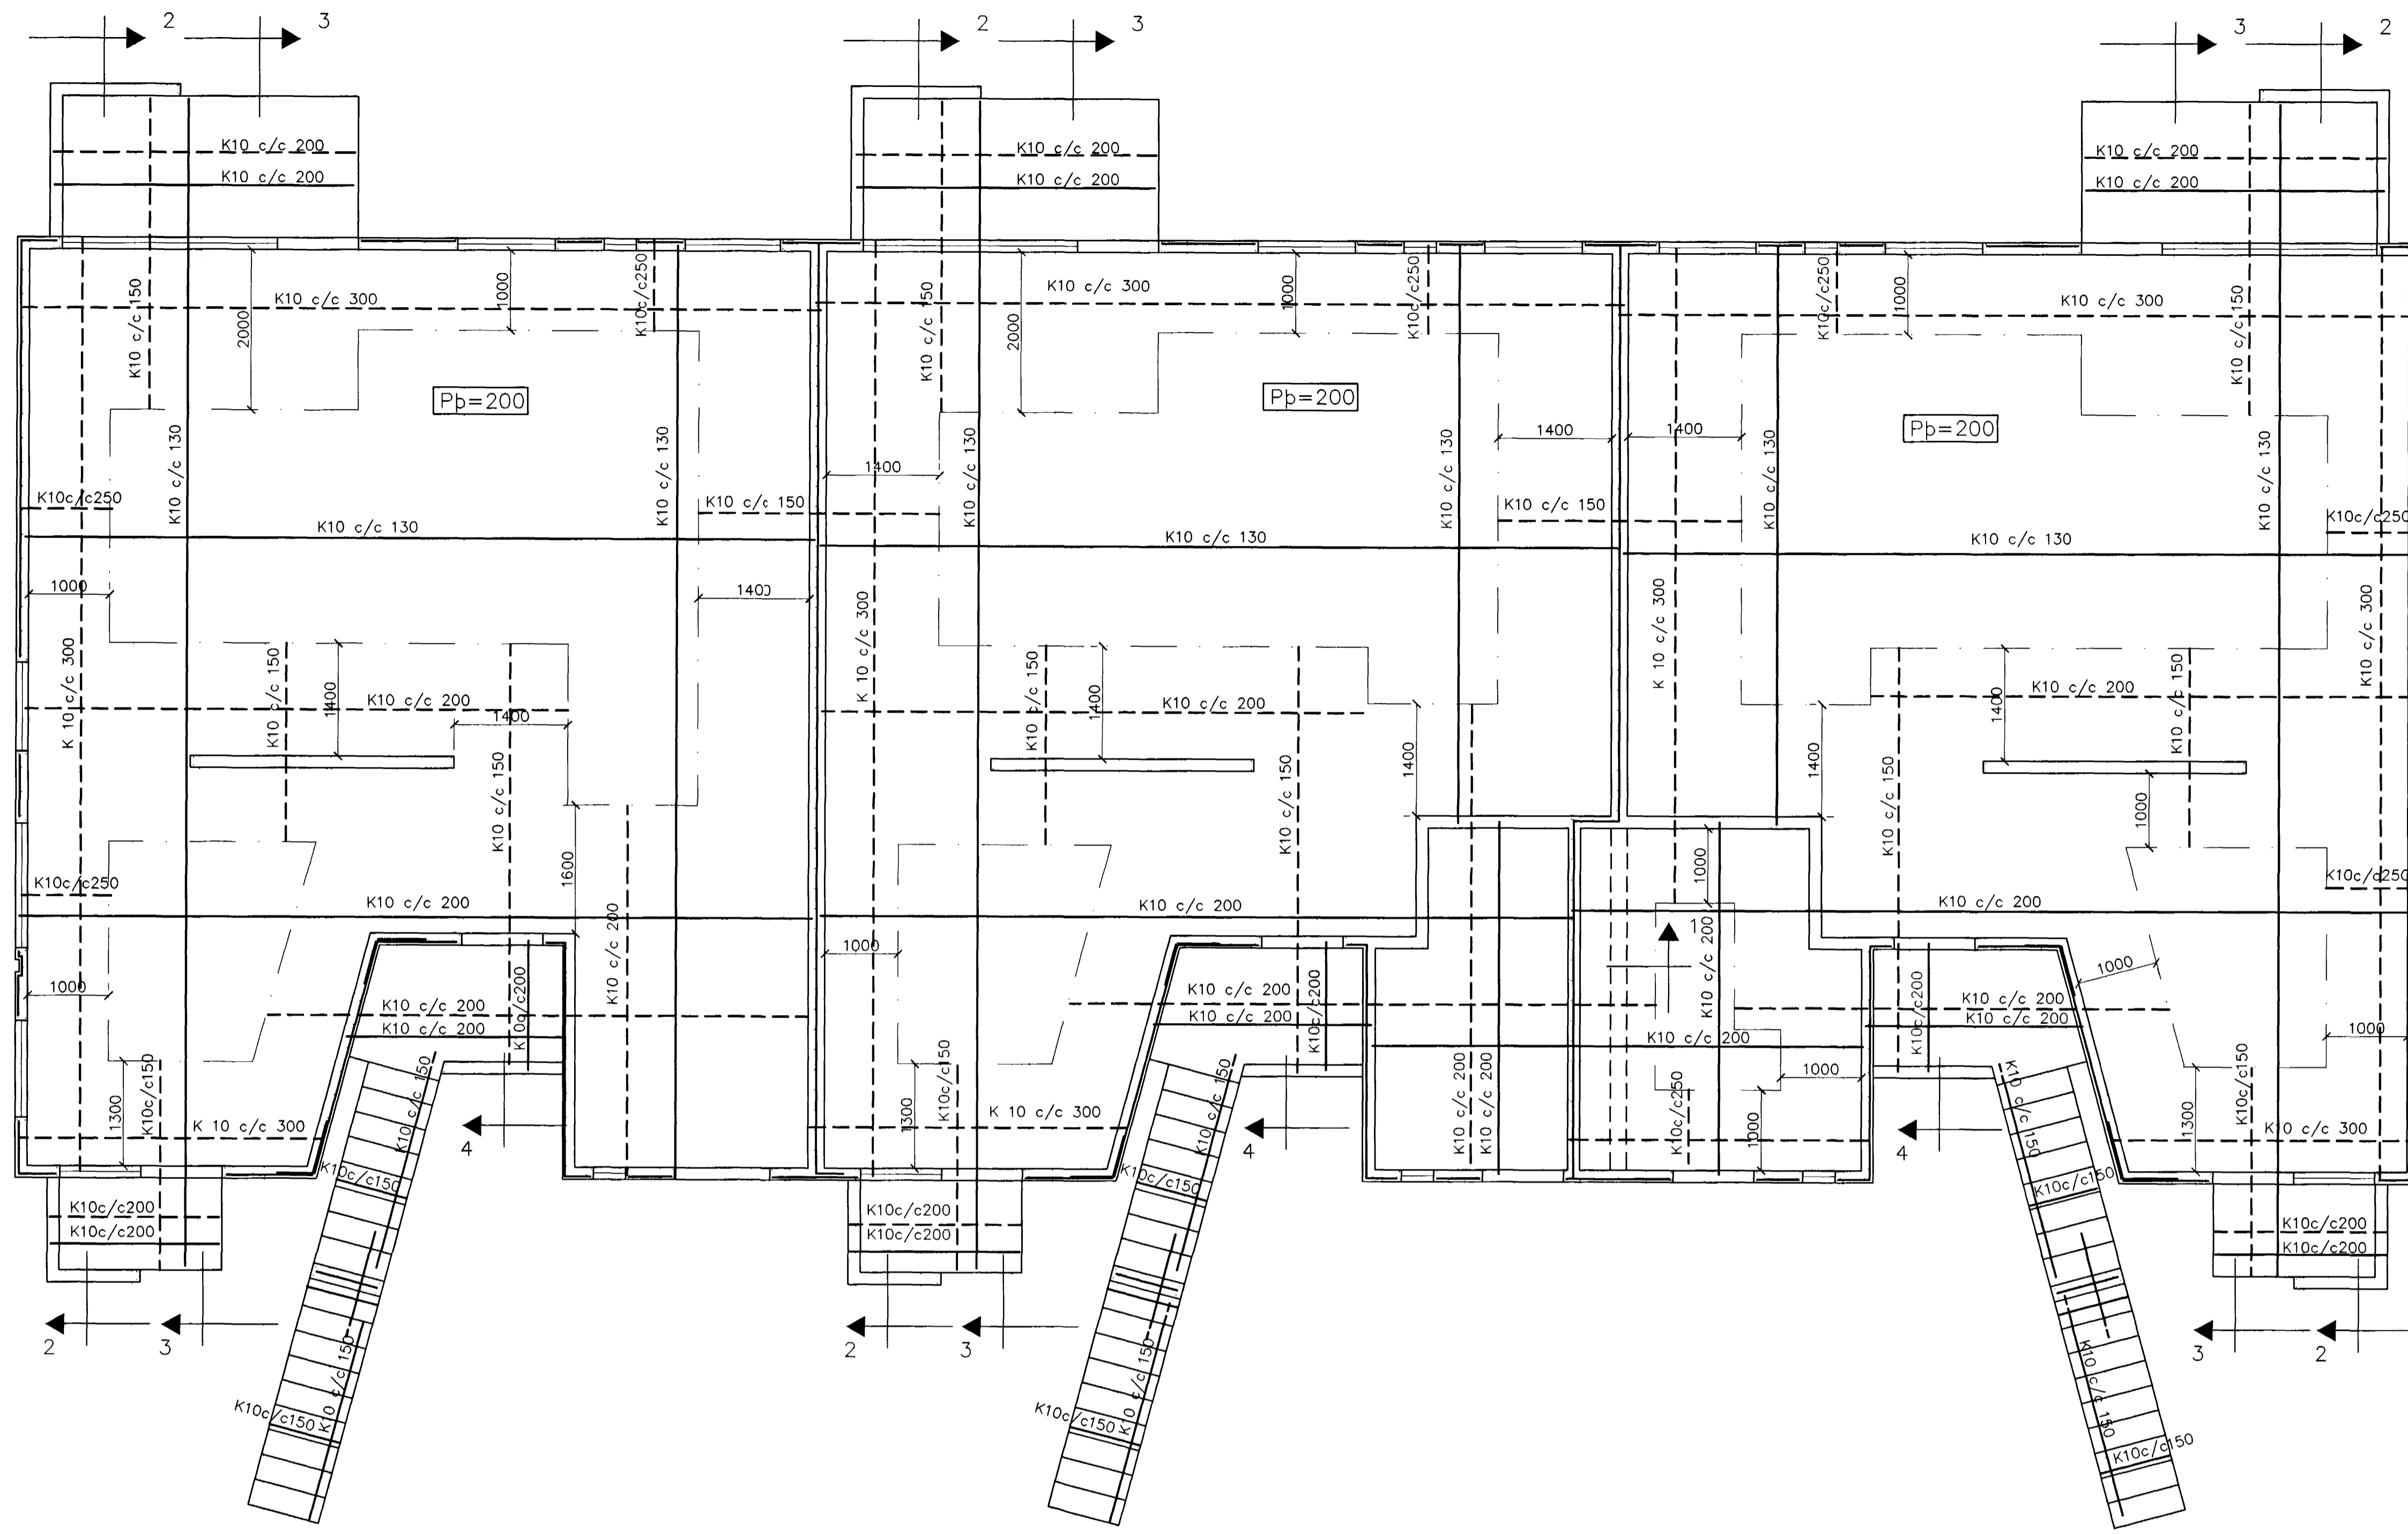 2 3 2 3 3 2
K10 c/c 200 K10 c/c 200 K10 c/c 200
K10 c/c 200 K10 c/c 200 K10 c/c 200
K10 c/c 150 K10c/c250 K10 c/c 150 K10c/c250 K10c/c250 K10 c/c 150
K10 c/c 300 K10 c/c 300 K10 c/c 300
2000 1000 2000 1000 1000
Pþ=200 Pþ=200 Pþ=200
K10 c/c 130 K10 c/c 130 K10 c/c 130 K10 c/c 130 K10 c/c 130 K10 c/c 130
1400 1400 1400
K10c/c250 K10 c/c 150 K10 c/c 150 K10c/c250
K10 c/c 130 K10 c/c 130 K10 c/c 130
1000 1400
K 10 c/c 300 K 10 c/c 300 K 10 c/c 300 K 10 c/c 300
K10 c/c 150 1400 K10 c/c 150 1400 1400 K10 c/c 150
K10 c/c 200 K10 c/c 200 K10 c/c 200
1400 1400 1400
K10 c/c 150 K10 c/c 150 K10 c/c 150
1000
K10c/c250 1600 1000 K10c/c250
K10 c/c 200 K10 c/c 200 K10 c/c 200
K10 c/c 200 K10 c/c 200
1
1000 1000 1000
K10 c/c 200 K10 c/c 200 K10 c/c 200
K10 c/c 200 K10 c/c 200 K10 c/c 200
K10c/c200 K10c/c200 K10c/c200
K10 c/c 200
1000 1000
K10c/c150 K10 c/c 150 K10c/c150 K10 c/c 150 K10 c/c 200 K10 c/c 200 K10c/c250 K10 c/c 150 K10c/c150
1300 1300 1000 1300
K 10 c/c 300 K 10 c/c 300 K 10 c/c 300
4 4 4
K10c/c150 K10c/c150 K10c/c150
K10c/c200 K10c/c200 K10c/c200
K10c/c200 K10c/c200 K10c/c200
2 3 2 3 3 2
K10 c/c 150 K10 c/c 150 K10 c/c 150
K10c/c150 K10c/c150 K10c/c150